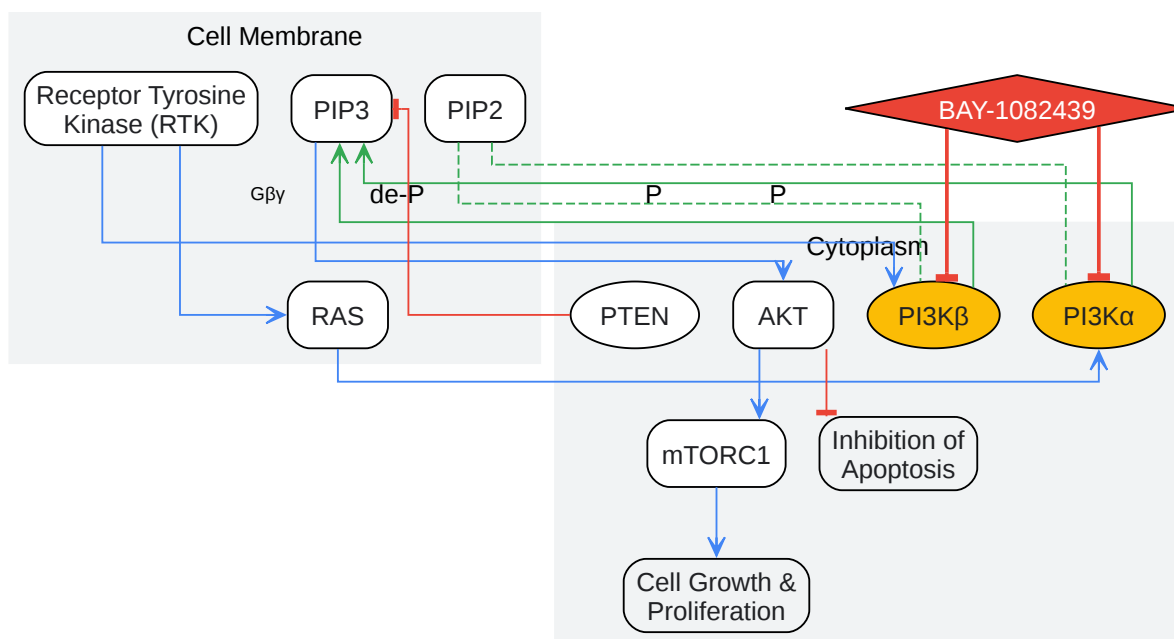 Cell Membrane
Receptor Tyrosine
Kinase (RTK)
PIP3
PIP2
BAY-1082439
Gβγ
de-P
P
P
Cytoplasm
RAS
PTEN
AKT
PI3Kβ
PI3Kα
mTORC1
Inhibition of
Apoptosis
Cell Growth &
Proliferation